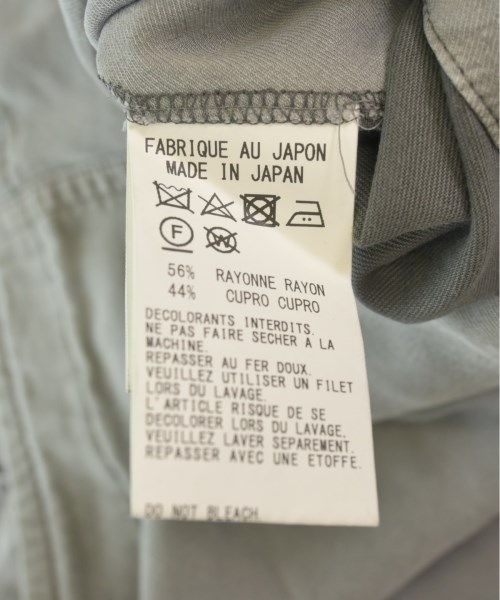 FABRIQUE AU JAPON
MADE IN JAPAN
F W
56% RAYONNE RAYON
44% CUPRO CUPRO
DECOLORANTS INTERDITS.
NE PAS FAIRE SECHER A LA
MACHINE.
REPASSER AU FER DOUX.
VEUILLEZ UTILISER UN FILET
LORS DU LAVAGE.
L'ARTICLE RISQUE DE SE
DECOLORER LORS DU LAVAGE,
VEUILLEZ LAVER SEPAREMENT.
REPASSER AVEC UNE ETOFFE.
DO NOT BLEACH.